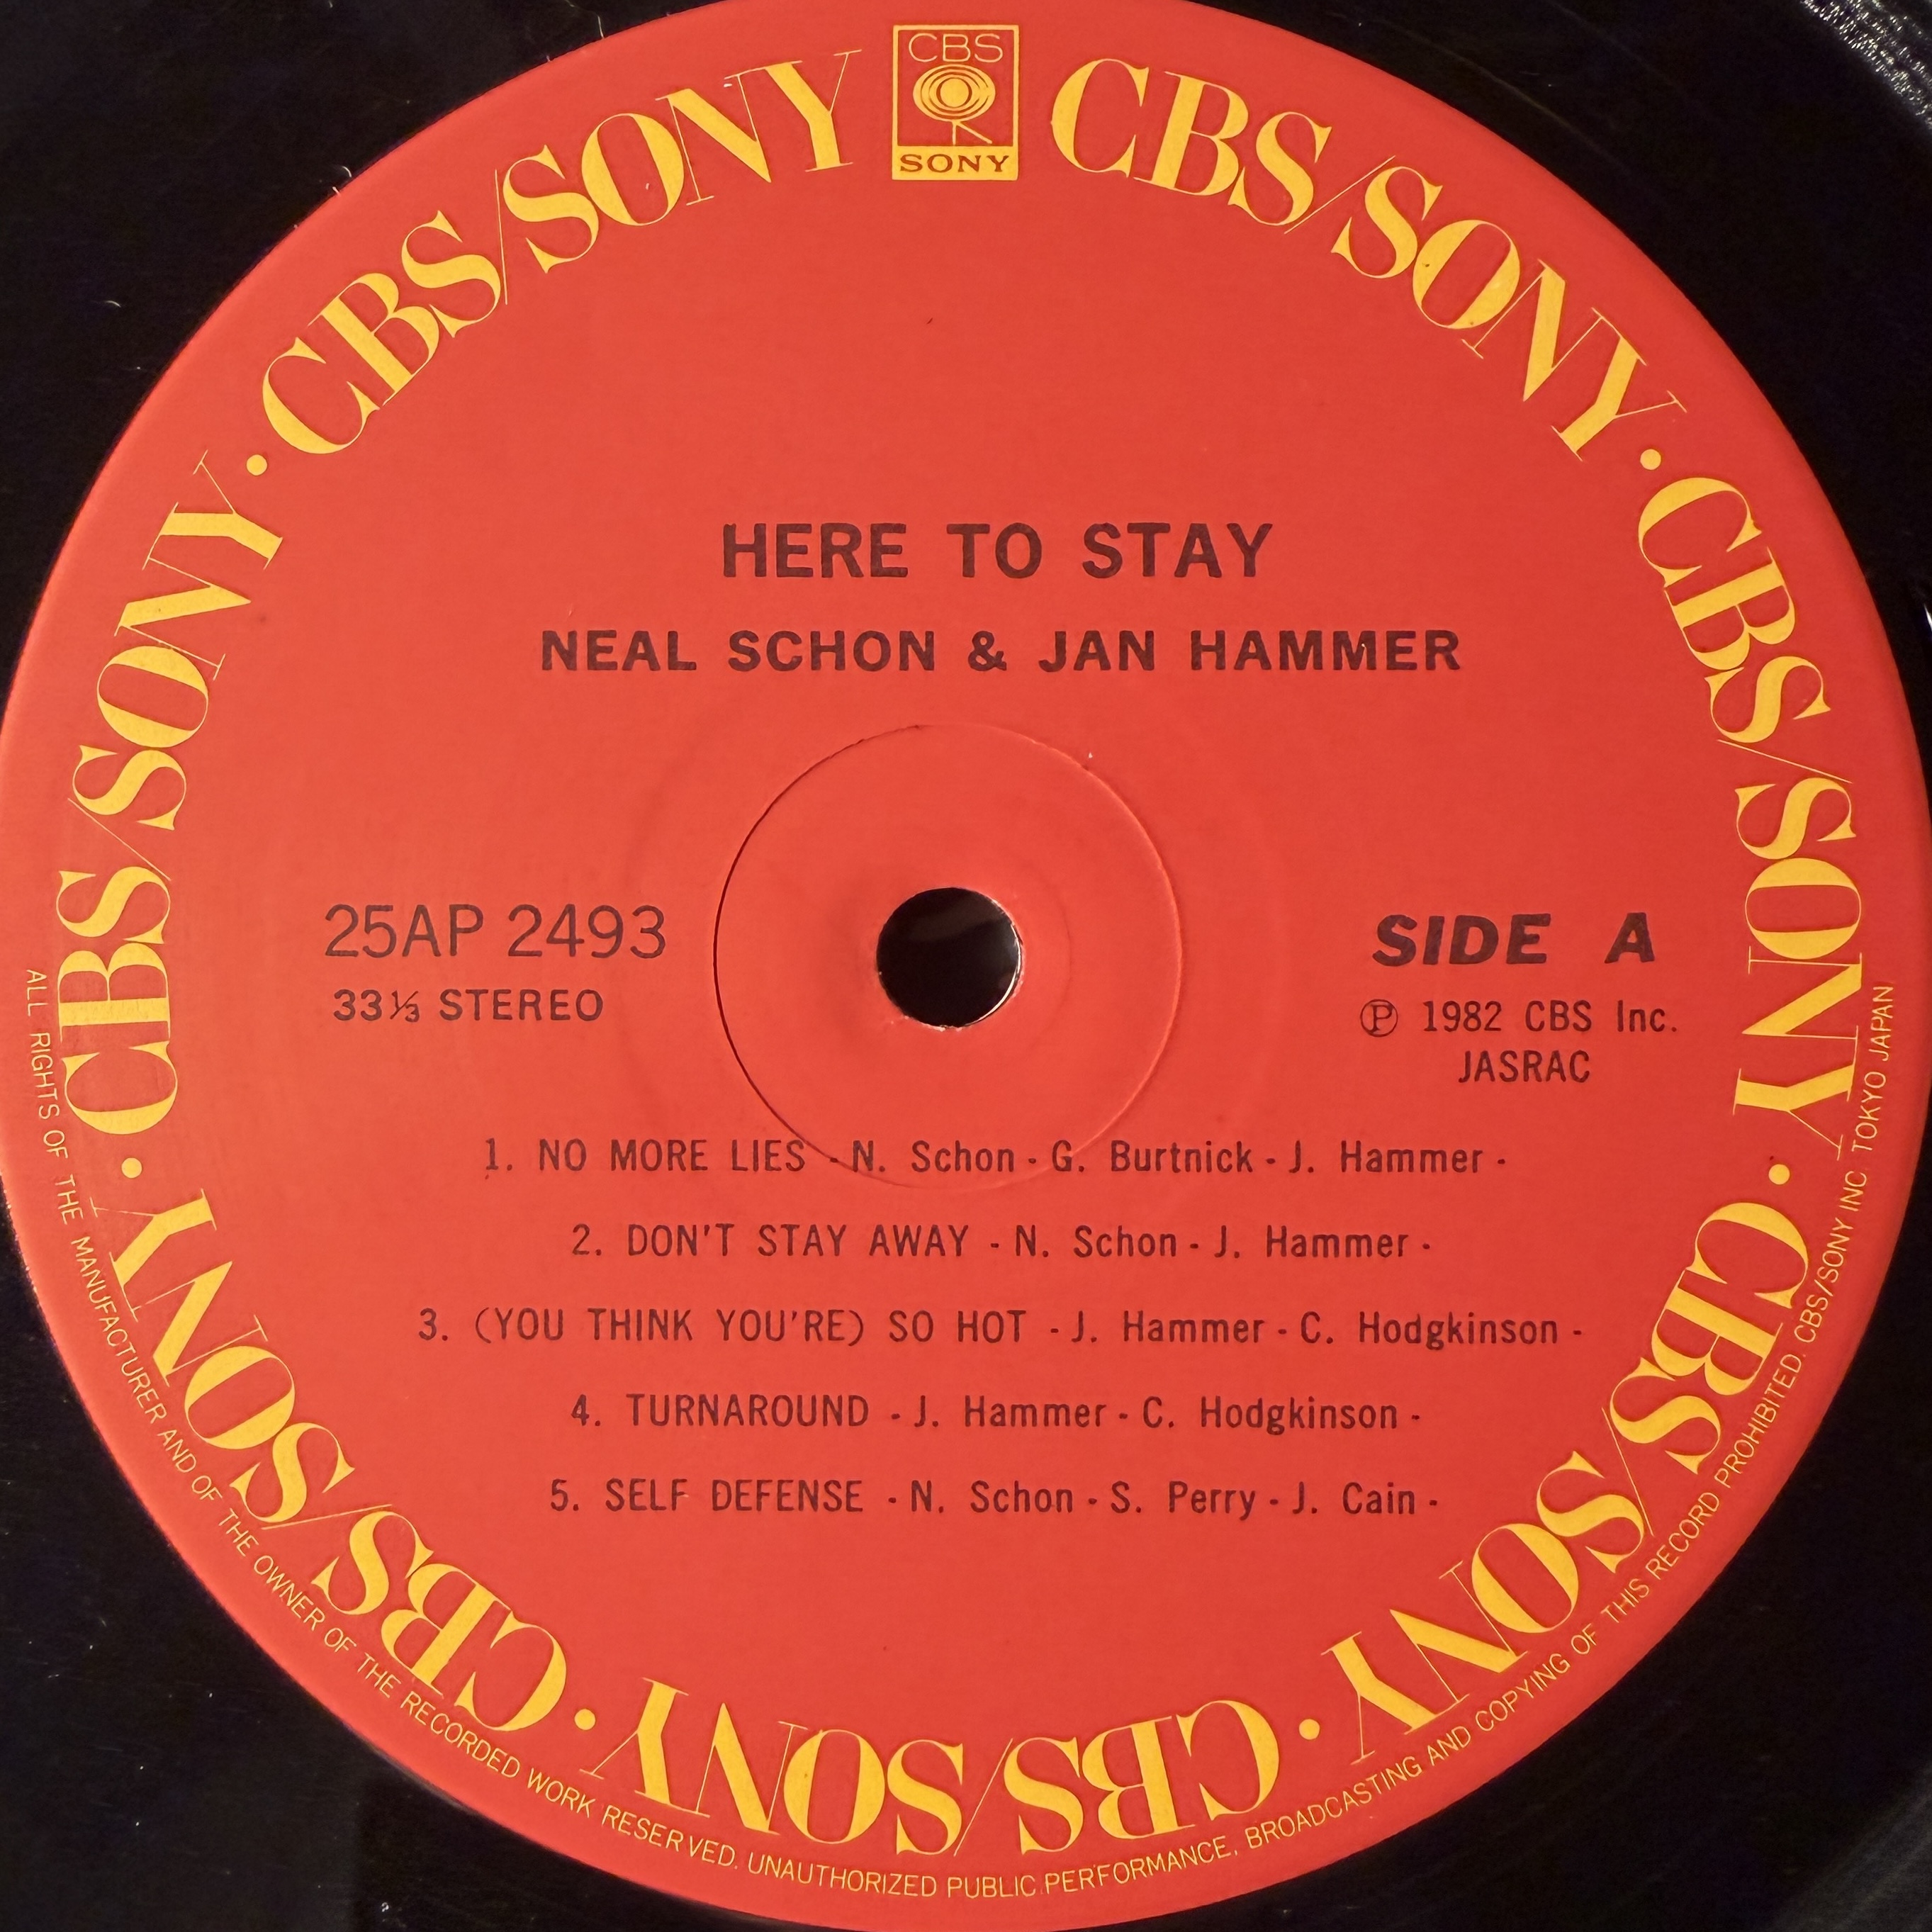 CBS
SONY
CBS/SONY · CBS/SONY · CBS/SONY · CBS/SONY · CBS/SONY · CBS/SONY · CBS/SONY
HERE TO STAY
NEAL SCHON & JAN HAMMER
25AP 2493
33⅓ STEREO
SIDE A
Ⓟ 1982 CBS Inc.
JASRAC
1. NO MORE LIES - N. Schon - G. Burtnick - J. Hammer -
2. DON'T STAY AWAY - N. Schon - J. Hammer -
3. (YOU THINK YOU'RE) SO HOT - J. Hammer - C. Hodgkinson -
4. TURNAROUND - J. Hammer - C. Hodgkinson -
5. SELF DEFENSE - N. Schon - S. Perry - J. Cain -
ALL RIGHTS OF THE MANUFACTURER AND OF THE OWNER OF THE RECORDED WORK RESERVED. UNAUTHORIZED PUBLIC PERFORMANCE, BROADCASTING AND COPYING OF THIS RECORD PROHIBITED. CBS/SONY INC. TOKYO JAPAN